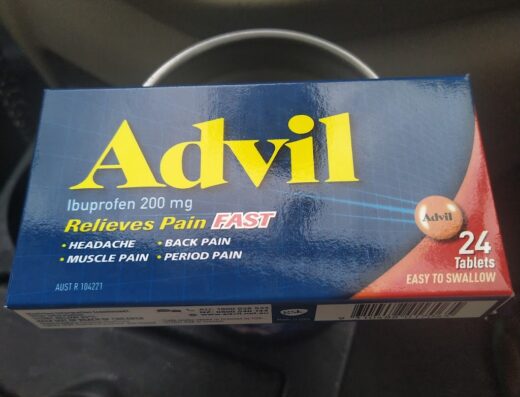 Advil
Ibuprofen 200 mg
Relieves Pain FAST
• HEADACHE • BACK PAIN
• MUSCLE PAIN • PERIOD PAIN
Advil
24
Tablets
EASY TO SWALLOW
AUST R 104221
gsk